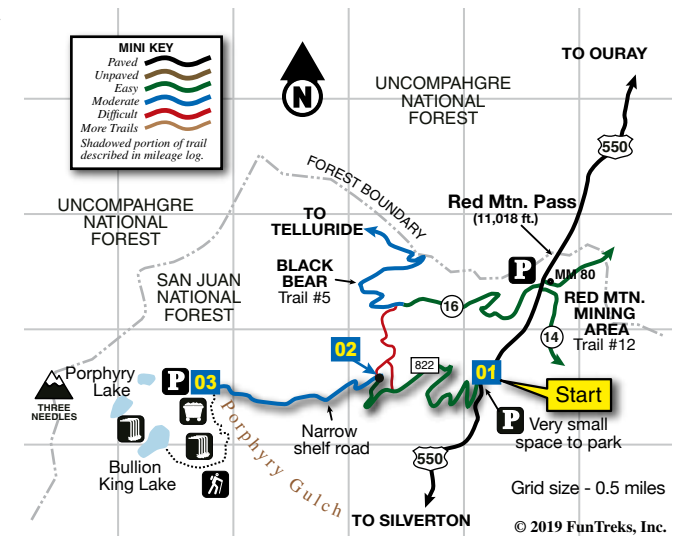 MINI KEY
Paved
Unpaved
Easy
Moderate
Difficult
More Trails
Shadowed portion of trail
described in mileage log.
N
TO OURAY
UNCOMPAHGRE
NATIONAL
FOREST
550
FOREST BOUNDARY
Red Mtn. Pass
(11,018 ft.)
UNCOMPAHGRE
NATIONAL
FOREST
TO
TELLURIDE
P
MM 80
BLACK
BEAR
Trail #5
SAN JUAN
NATIONAL
FOREST
16
RED MTN.
MINING
AREA
Trail #12
14
02
822
01
Start
Porphyry
Lake
P
03
THREE
NEEDLES
Porphyry Gulch
Narrow
shelf road
P
Very small
space to park
Bullion
King Lake
550
Grid size - 0.5 miles
TO SILVERTON
© 2019 FunTreks, Inc.